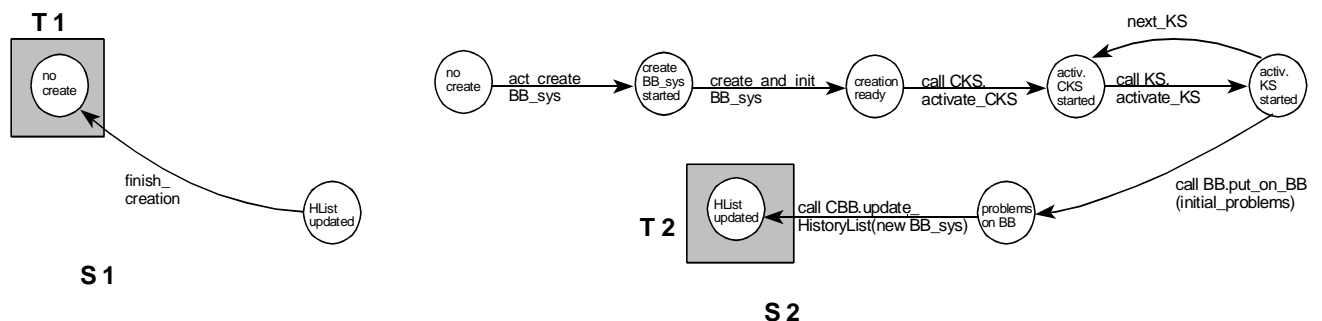 T 1
no
create
finish_
creation
HList
updated
S 1
no
create
act_create
BB_sys
create
BB_sys
started
create_and_init
BB_sys
creation
ready
call CKS.
activate_CKS
activ.
CKS
started
next_KS
call KS.
activate_KS
activ.
KS
started
call BB.put_on_BB
(initial_problems)
problems
on BB
call CBB.update_
HistoryList(new BB_sys)
HList
updated
T 2
S 2